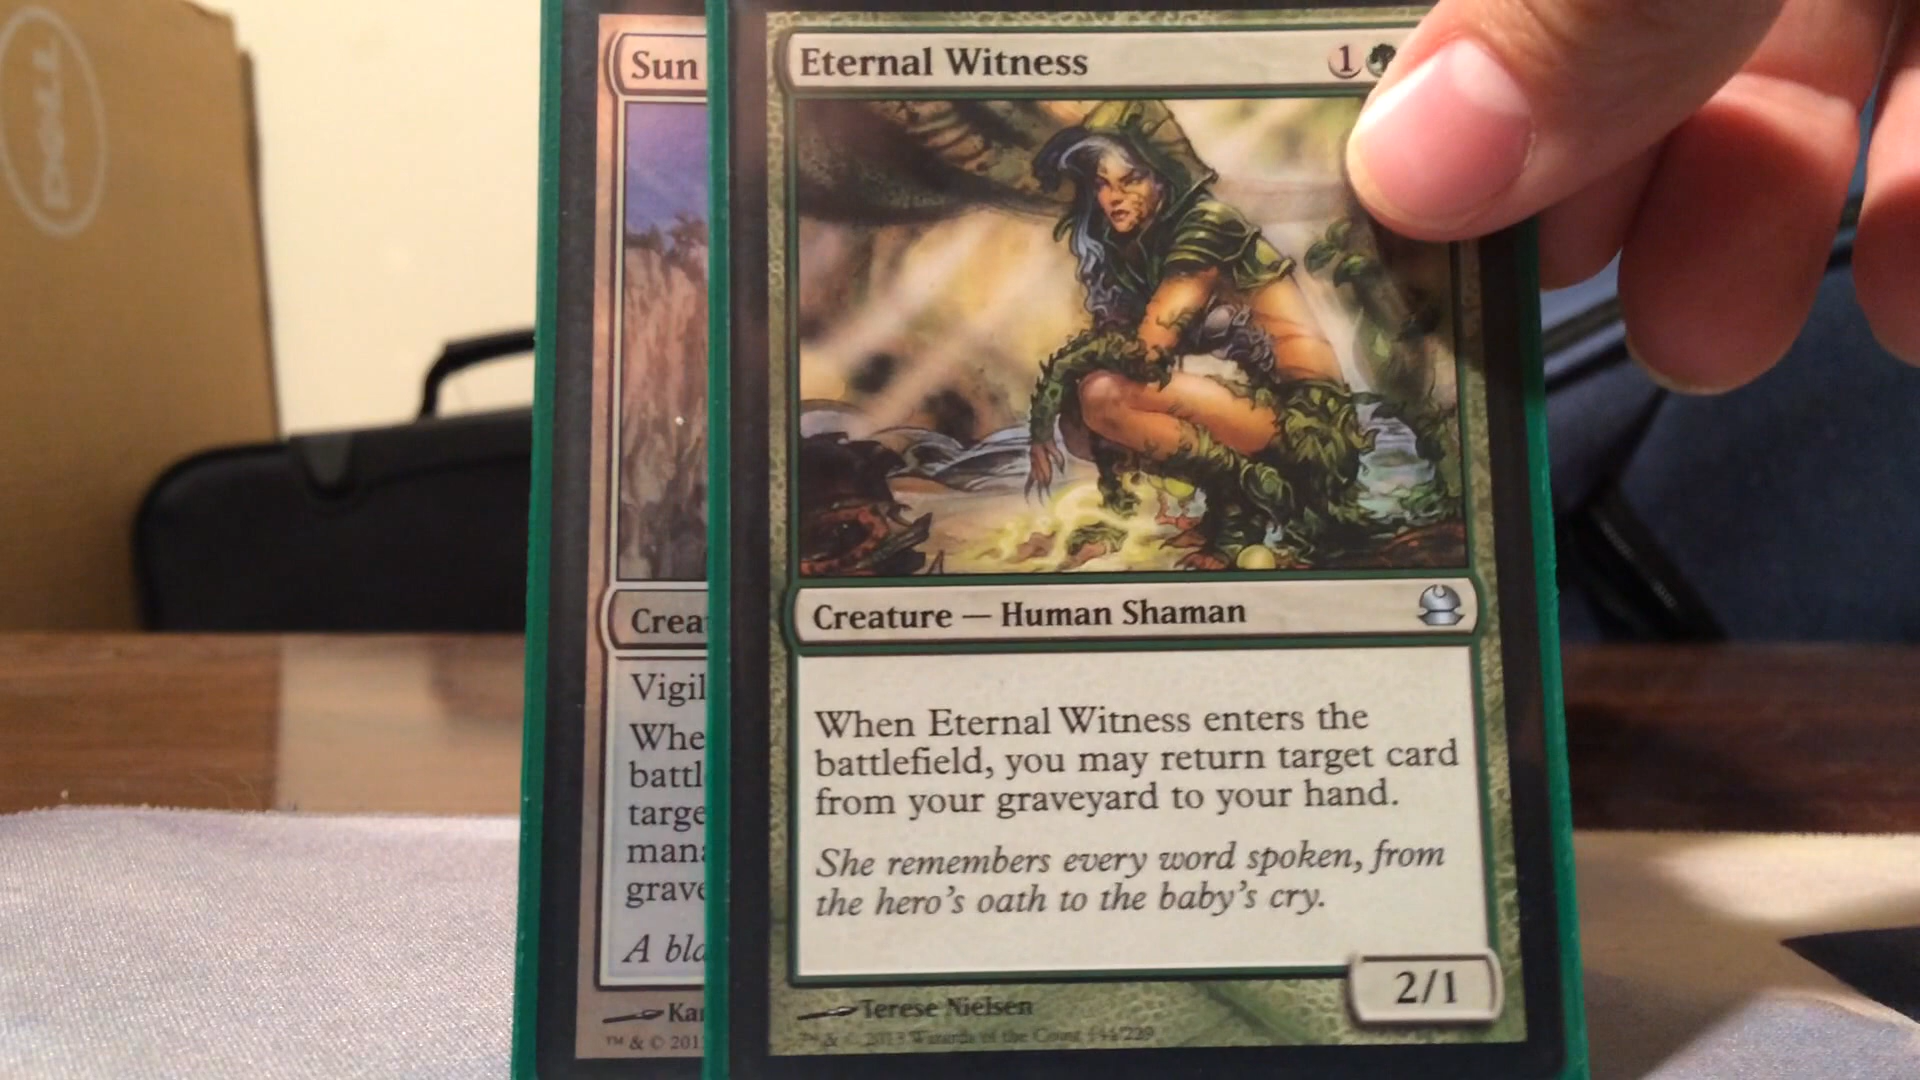 DELL
Sun
Crea
Vigil
Whe
battl
targe
mana
grave
A bla
Kar
™ & © 201
Eternal Witness
1
Creature — Human Shaman
When Eternal Witness enters the
battlefield, you may return target card
from your graveyard to your hand.
She remembers every word spoken, from
the hero's oath to the baby's cry.
2/1
Terese Nielsen
™ & © 2013 Wizards of the Coast 144/229